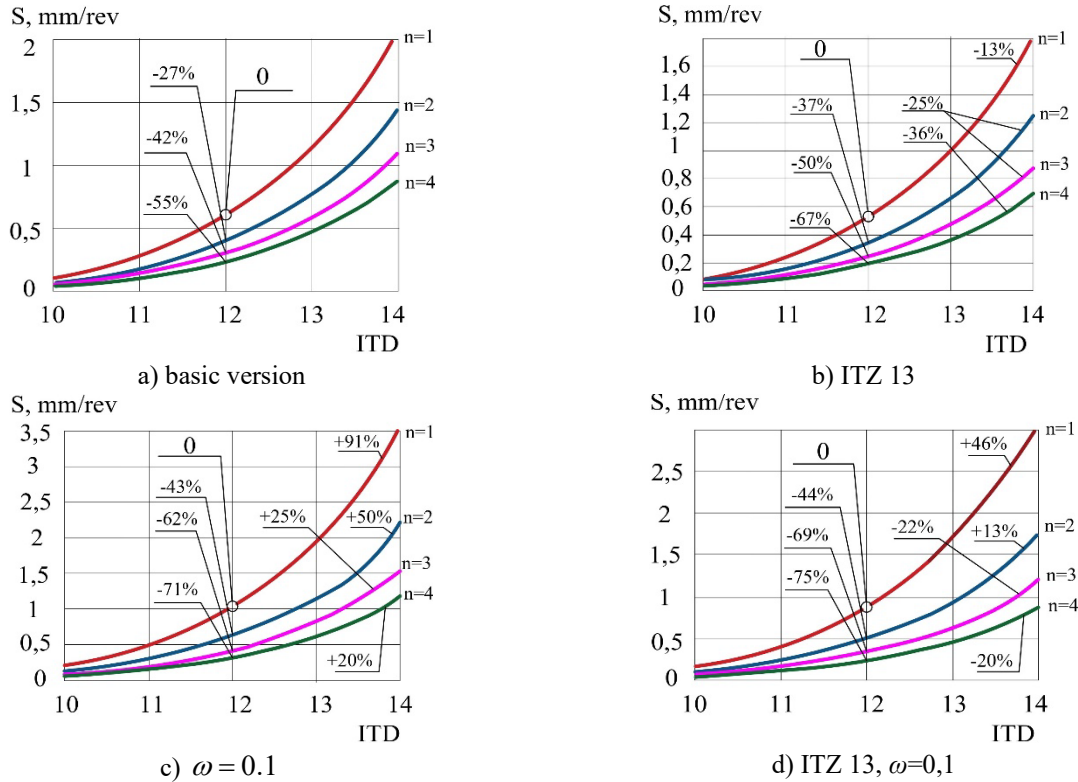 S, mm/rev
2
1,5
1
0,5
0
10 11 12 13 14
ITD
-27%
0
-42%
-55%
n=1
n=2
n=3
n=4
a) basic version
S, mm/rev
1,6
1,4
1,2
1
0,8
0,6
0,4
0,2
0
10 11 12 13 14
ITD
0
-37%
-50%
-67%
-13%
-25%
-36%
n=1
n=2
n=3
n=4
b) ITZ 13
S, mm/rev
3,5
3
2,5
2
1,5
1
0,5
0
10 11 12 13 14
ITD
0
-43%
-62%
-71%
+91%
+25%
+50%
+20%
n=1
n=2
n=3
n=4
c) ω = 0.1
S, mm/rev
2,5
2
1,5
1
0,5
0
10 11 12 13 14
ITD
0
-44%
-69%
-75%
+46%
-22%
+13%
-20%
n=1
n=2
n=3
n=4
d) ITZ 13, ω=0,1